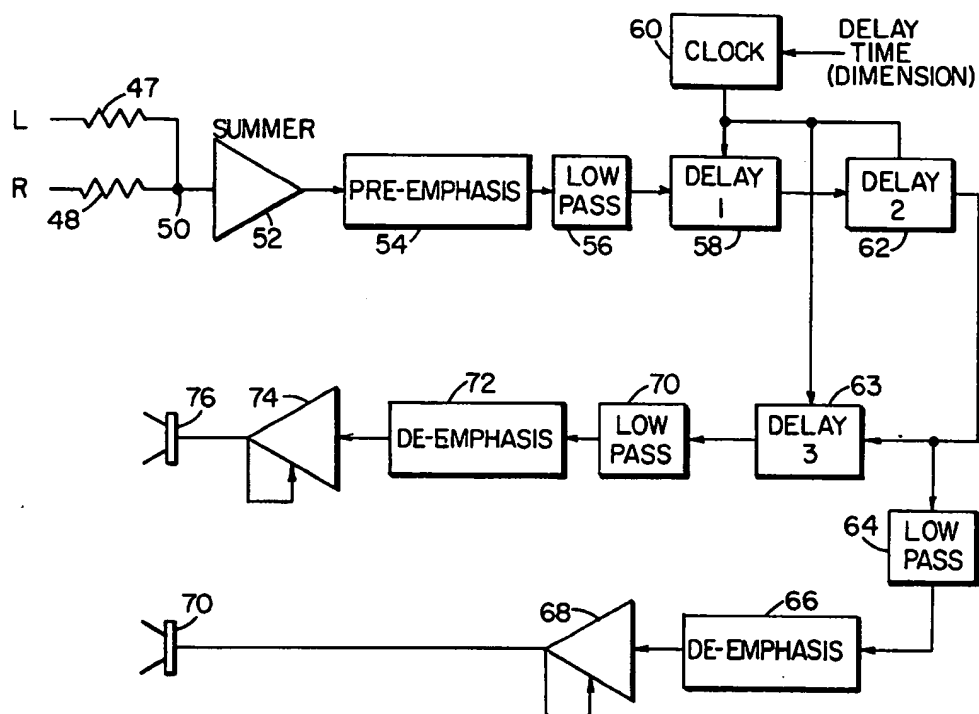 60
CLOCK
DELAY
TIME
(DIMENSION)
47
L
SUMMER
R
48
50
52
PRE-EMPHASIS
54
LOW
PASS
56
DELAY
1
58
DELAY
2
62
76
74
72
DE-EMPHASIS
70
LOW
PASS
63
DELAY
3
64
LOW
PASS
70
68
66
DE-EMPHASIS